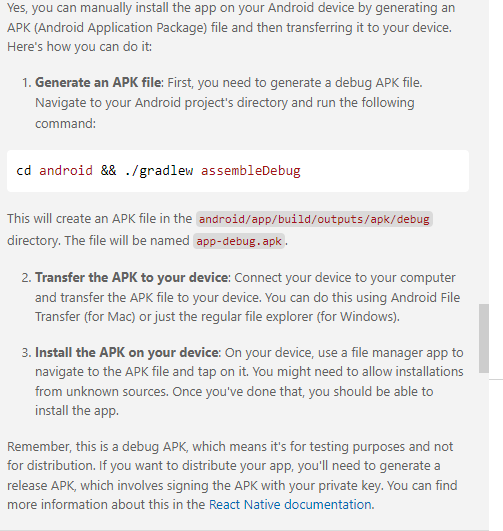 Yes, you can manually install the app on your Android device by generating an
APK (Android Application Package) file and then transferring it to your device.
Here's how you can do it:
1. Generate an APK file: First, you need to generate a debug APK file.
Navigate to your Android project's directory and run the following
command:
cd android && ./gradlew assembleDebug
This will create an APK file in the android/app/build/outputs/apk/debug
directory. The file will be named app-debug.apk.
2. Transfer the APK to your device: Connect your device to your computer
and transfer the APK file to your device. You can do this using Android File
Transfer (for Mac) or just the regular file explorer (for Windows).
3. Install the APK on your device: On your device, use a file manager app to
navigate to the APK file and tap on it. You might need to allow installations
from unknown sources. Once you've done that, you should be able to
install the app.
Remember, this is a debug APK, which means it's for testing purposes and not
for distribution. If you want to distribute your app, you'll need to generate a
release APK, which involves signing the APK with your private key. You can find
more information about this in the React Native documentation.